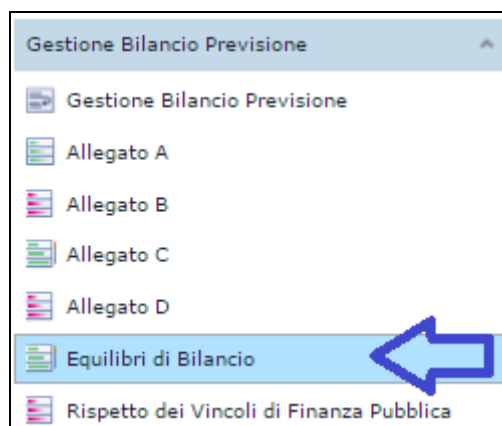 Gestione Bilancio Previsione
Gestione Bilancio Previsione
Allegato A
Allegato B
Allegato C
Allegato D
Equilibri di Bilancio
Rispetto dei Vincoli di Finanza Pubblica